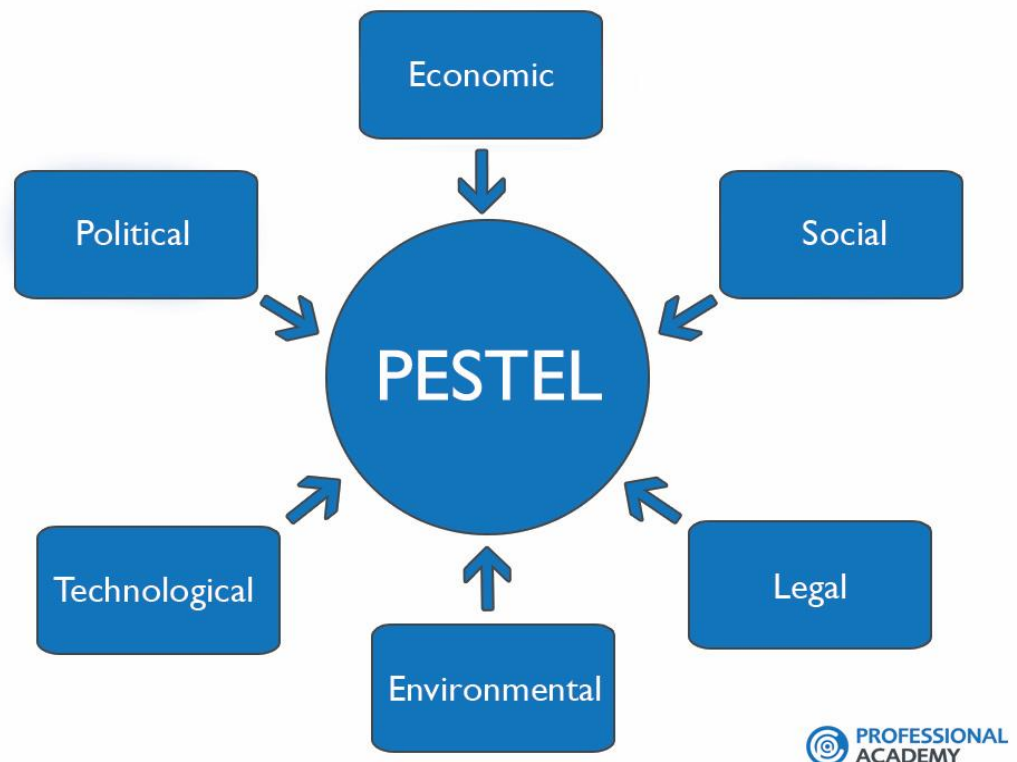 Economic
Political
Social
PESTEL
Technological
Legal
Environmental
PROFESSIONAL
ACADEMY